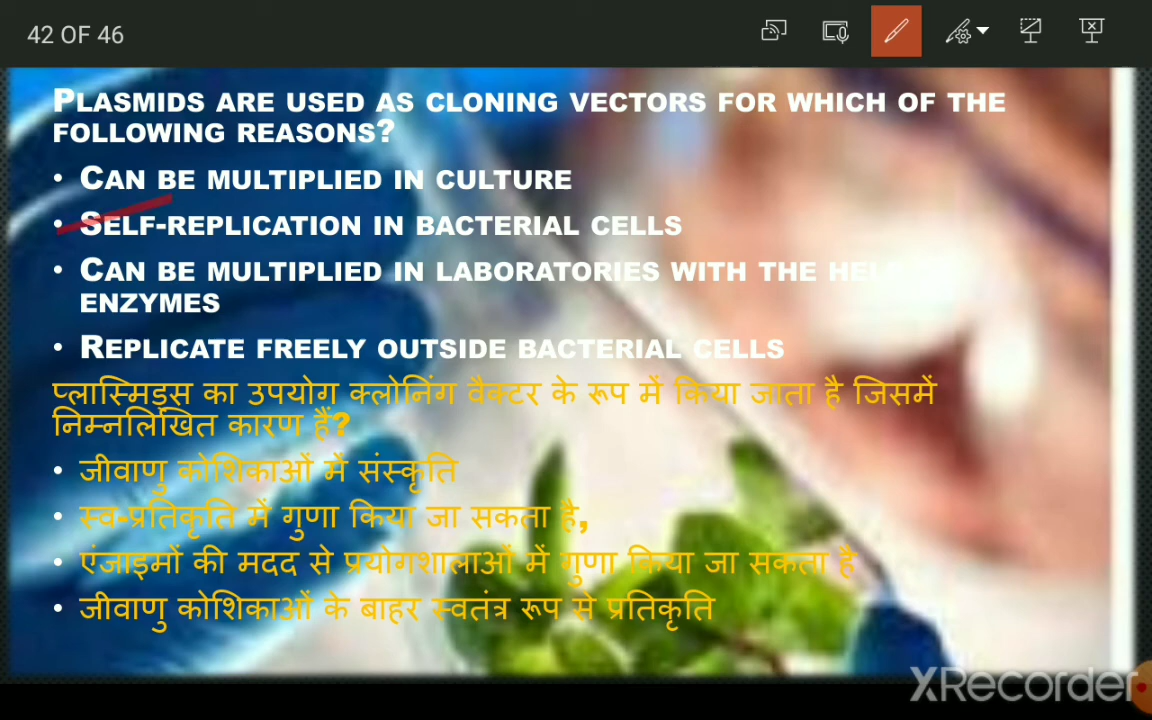 42 OF 46
PLASMIDS ARE USED AS CLONING VECTORS FOR WHICH OF THE
FOLLOWING REASONS?
• CAN BE MULTIPLIED IN CULTURE
• SELF-REPLICATION IN BACTERIAL CELLS
• CAN BE MULTIPLIED IN LABORATORIES WITH THE
ENZYMES
• REPLICATE FREELY OUTSIDE BACTERIAL CELLS
प्लास्मिड्स का उपयोग क्लोनिंग वैक्टर के रूप में किया जाता है जिसमें
निम्नलिखित कारण हैं?
• जीवाणु कोशिकाओं में संस्कृति
• स्व-प्रतिकृति में गुणा किया जा सकता है,
• एंजाइमों की मदद से प्रयोगशालाओं में गुणा किया जा सकता है
• जीवाणु कोशिकाओं के बाहर स्वतंत्र रूप से प्रतिकृति
XRecorder